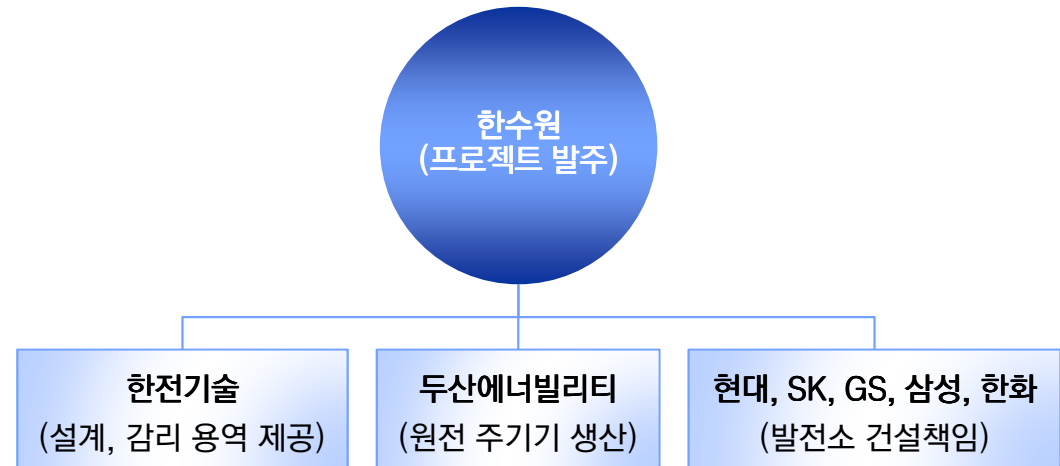 한수원
(프로젝트 발주)
한전기술
(설계, 감리 용역 제공)
두산에너빌리티
(원전 주기기 생산)
현대, SK, GS, 삼성, 한화
(발전소 건설책임)